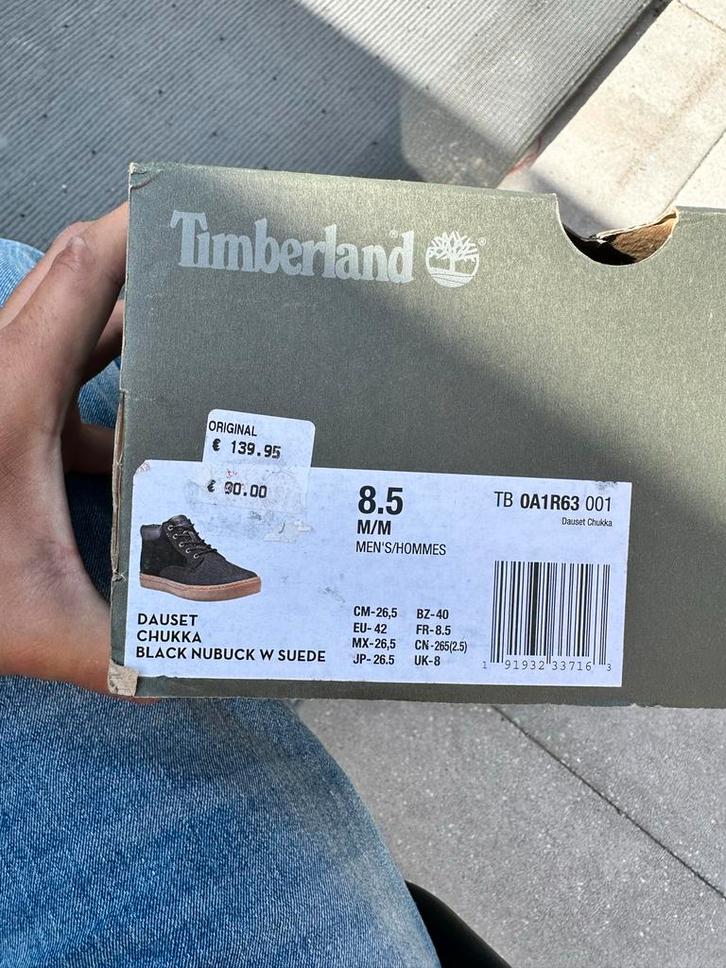 Timberland®
ORIGINAL
€ 139.95
€ 90.00
8.5
M/M
MEN'S/HOMMES
TB 0A1R63 001
Dauset Chukka
DAUSET
CHUKKA
BLACK NUBUCK W SUEDE
CM-26,5 BZ-40
EU- 42 FR-8.5
MX-26,5 CN-265(2.5)
JP- 26.5 UK-8
1 91932 33716 3